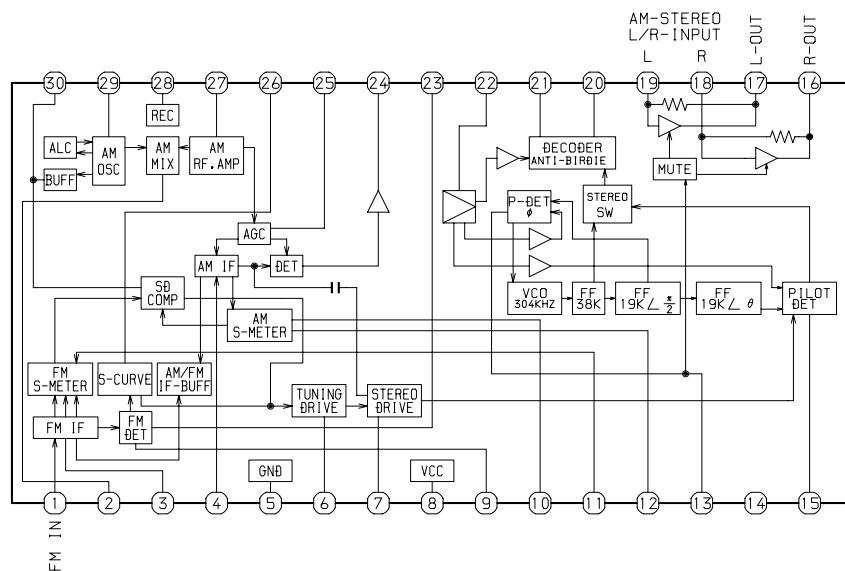 AM-STEREO
L/R-INPUT
L
R
L-OUT
R-OUT
30
29
28
27
26
25
24
23
22
21
20
19
18
17
16
REC
ALC
AM
OSC
AM
MIX
AM
RF.AMP
BUFF
DECODER
ANTI-BIRDIE
MUTE
P-DET
ø
STEREO
SW
AGC
AM IF
DET
SD
COMP
AM
S-METER
VCO
304KHZ
FF
38K
FF
19K∠ π/2
FF
19K∠ θ
PILOT
DET
FM
S-METER
S-CURVE
AM/FM
IF-BUFF
TUNING
DRIVE
STEREO
DRIVE
FM IF
FM
DET
GND
VCC
1
2
3
4
5
6
7
8
9
10
11
12
13
14
15
FM IN